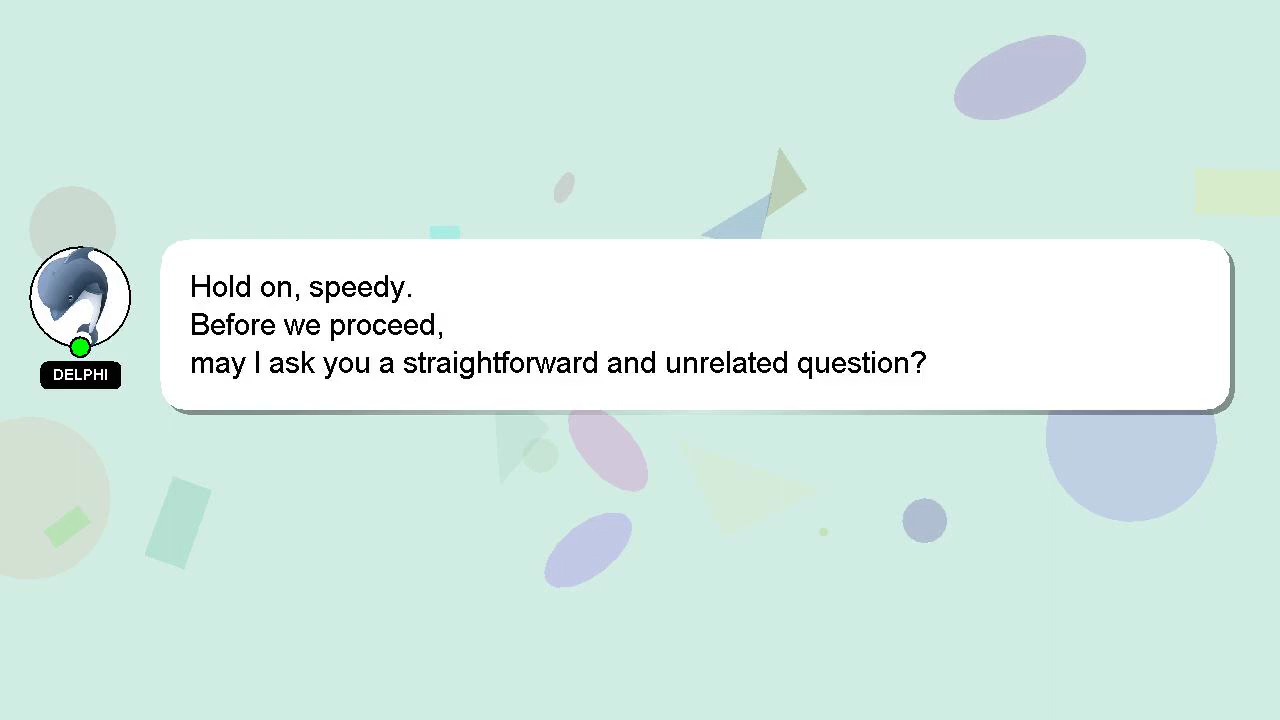 Hold on, speedy.
Before we proceed,
may I ask you a straightforward and unrelated question?
DELPHI